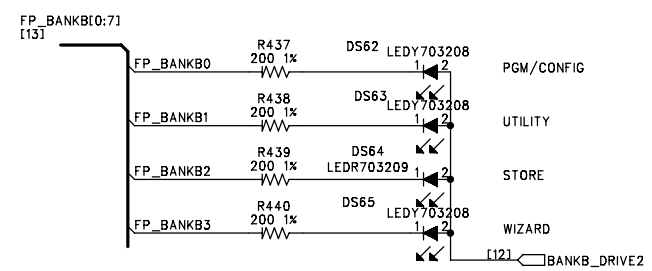 FP_BANKB[0:7]
[13]
R437 DS62 LEDY703208
200 1%
FP_BANKB0 1 2 PGM/CONFIG
R438 DS63 LEDY703208
200 1%
FP_BANKB1 1 2 UTILITY
R439 DS64
200 1% LEDR703209
FP_BANKB2 1 2 STORE
R440 DS65 LEDY703208
200 1%
FP_BANKB3 1 2 WIZARD
[12] BANKB_DRIVE2